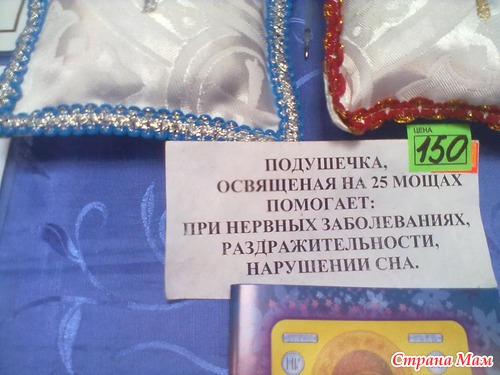 ЦЕНА
150
ПОДУШЕЧКА,
ОСВЯЩЕНАЯ НА 25 МОЩАХ
ПОМОГАЕТ:
ПРИ НЕРВНЫХ ЗАБОЛЕВАНИЯХ,
РАЗДРАЖИТЕЛЬНОСТИ,
НАРУШЕНИИ СНА.
Страна Мам